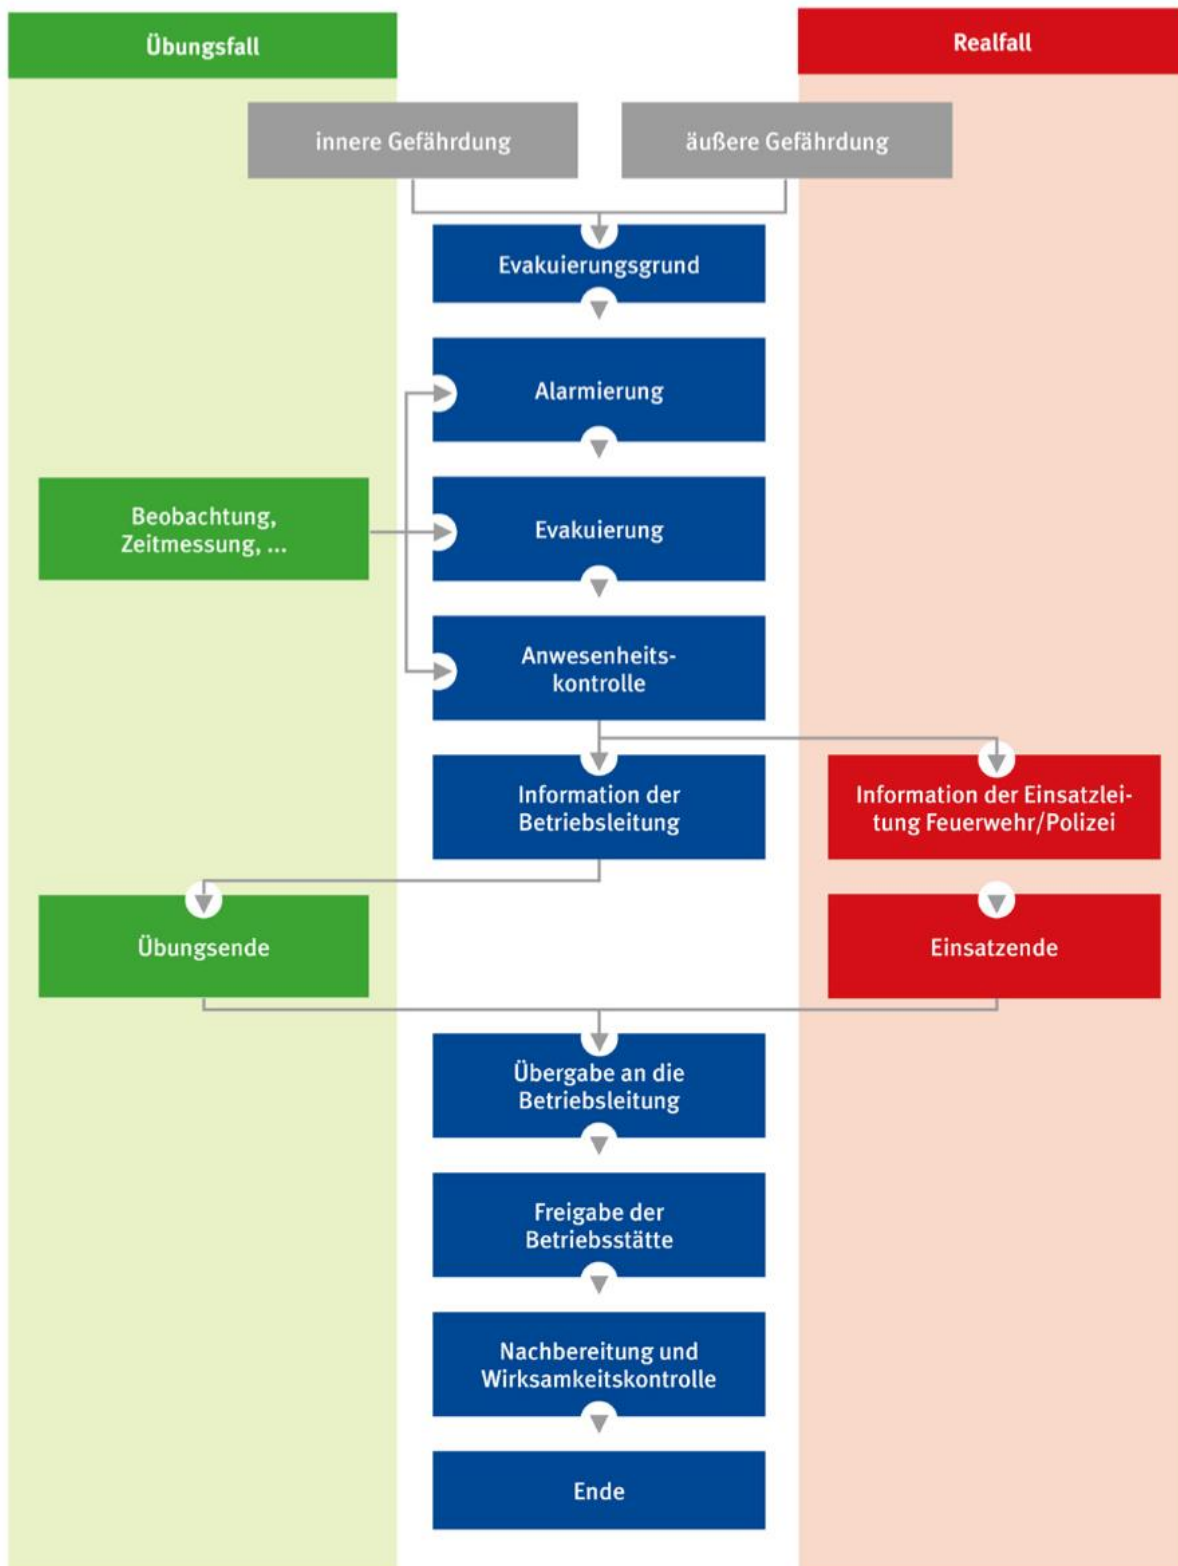 Übungsfall
Realfall
innere Gefährdung
äußere Gefährdung
Evakuierungsgrund
Alarmierung
Beobachtung,
Zeitmessung, ...
Evakuierung
Anwesenheits-
kontrolle
Information der
Betriebsleitung
Information der Einsatzlei-
tung Feuerwehr/Polizei
Übungsende
Einsatzende
Übergabe an die
Betriebsleitung
Freigabe der
Betriebsstätte
Nachbereitung und
Wirksamkeitskontrolle
Ende